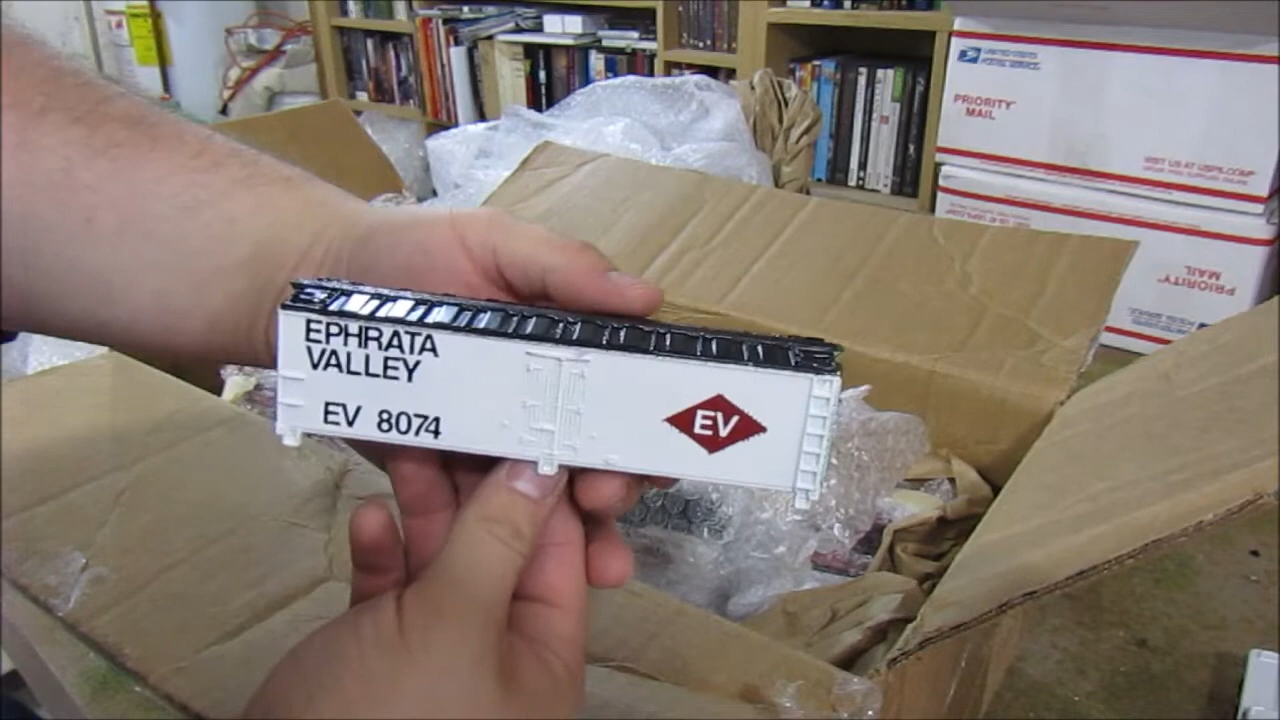 EPHRATA
VALLEY
EV 8074
EV
UNITED STATES
POSTAL SERVICE
PRIORITY
MAIL
VISIT US AT USPS.COM
PRIORITY
MAIL